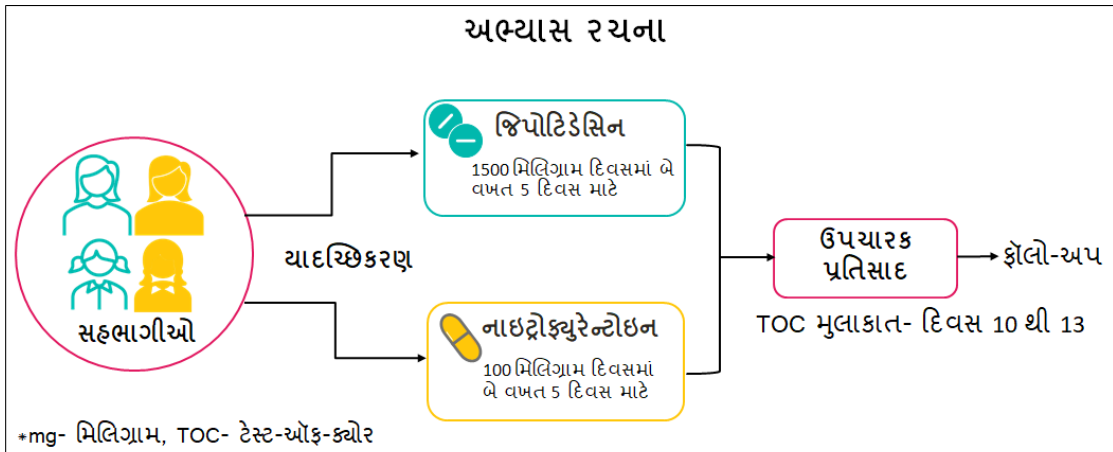 અભ્યાસ રચના
સહભાગીઓ
યાદચ્છિકરણ
જિપોટિડેસિન
1500 મિલિગ્રામ દિવસમાં બે
વખત 5 દિવસ માટે
નાઇટ્રોફ્યુરેન્ટોઇન
100 મિલિગ્રામ દિવસમાં
બે વખત 5 દિવસ માટે
ઉપચારક
પ્રતિસાદ
ફૉલો-અપ
TOC મુલાકાત- દિવસ 10 થી 13
*mg- મિલિગ્રામ, TOC- ટેસ્ટ-ઑફ-ક્યોર